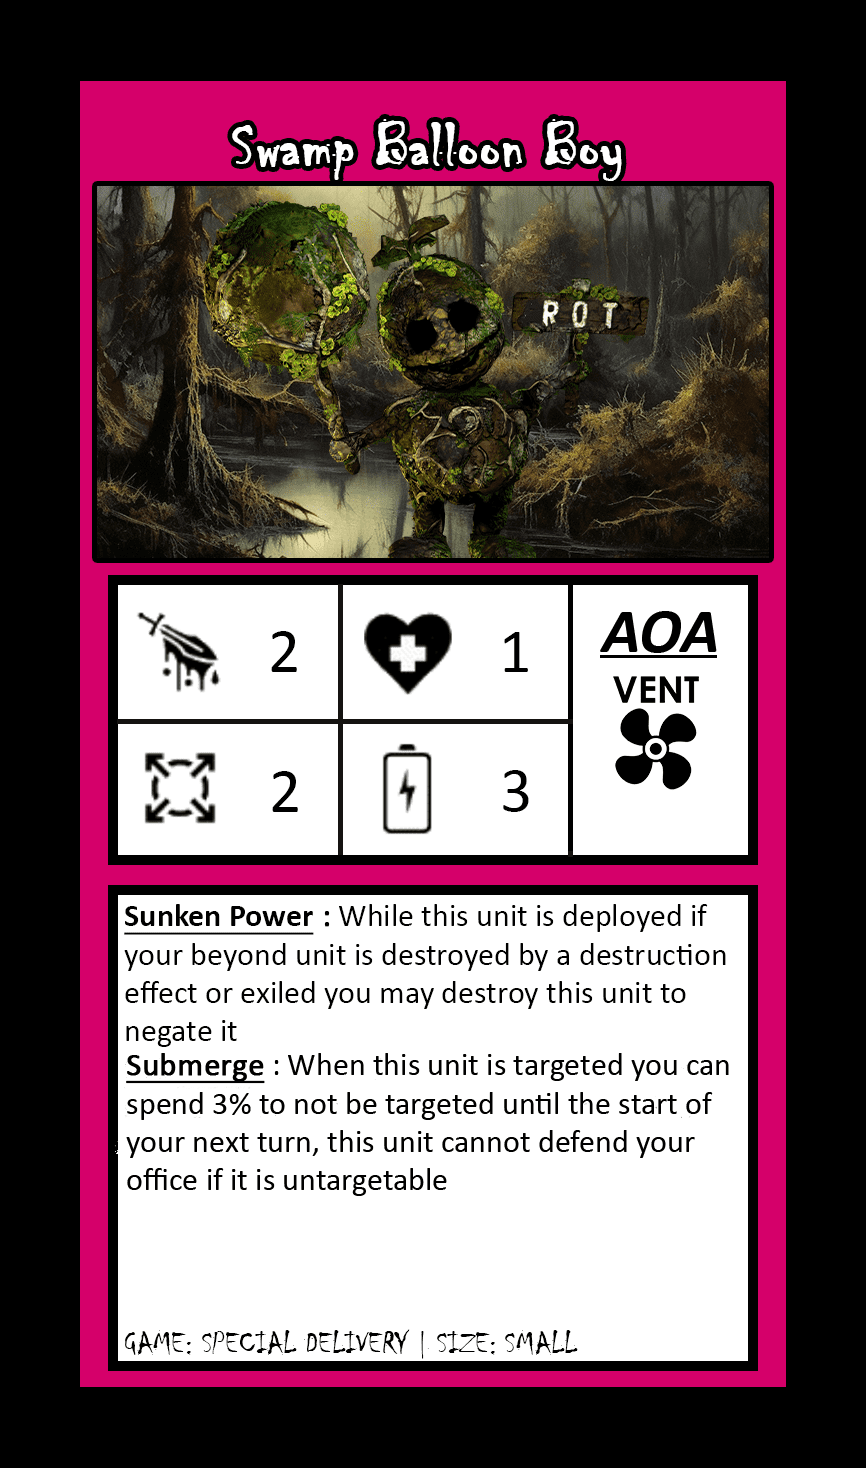 Swamp Balloon Boy
ROT
2
1
AOA
VENT
2
3
Sunken Power : While this unit is deployed if
your beyond unit is destroyed by a destruction
effect or exiled you may destroy this unit to
negate it
Submerge : When this unit is targeted you can
spend 3% to not be targeted until the start of
your next turn, this unit cannot defend your
office if it is untargetable
GAME: SPECIAL DELIVERY | SIZE: SMALL